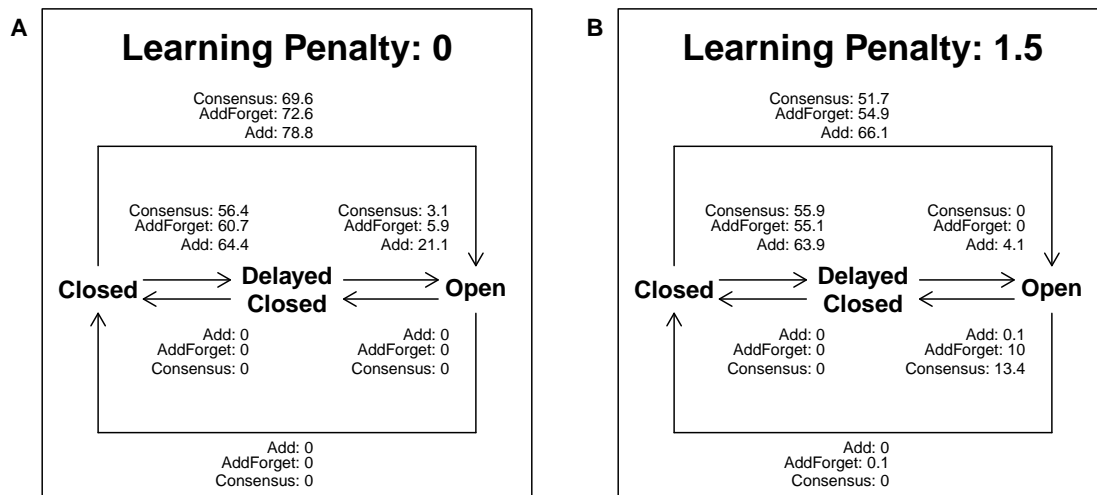 A
Learning Penalty: 0
Consensus: 69.6
AddForget: 72.6
Add: 78.8
Consensus: 56.4
AddForget: 60.7
Add: 64.4
Consensus: 3.1
AddForget: 5.9
Add: 21.1
Closed
Delayed
Closed
Open
Add: 0
AddForget: 0
Consensus: 0
Add: 0
AddForget: 0
Consensus: 0
Add: 0
AddForget: 0
Consensus: 0
B
Learning Penalty: 1.5
Consensus: 51.7
AddForget: 54.9
Add: 66.1
Consensus: 55.9
AddForget: 55.1
Add: 63.9
Consensus: 0
AddForget: 0
Add: 4.1
Closed
Delayed
Closed
Open
Add: 0
AddForget: 0
Consensus: 0
Add: 0.1
AddForget: 10
Consensus: 13.4
Add: 0
AddForget: 0.1
Consensus: 0